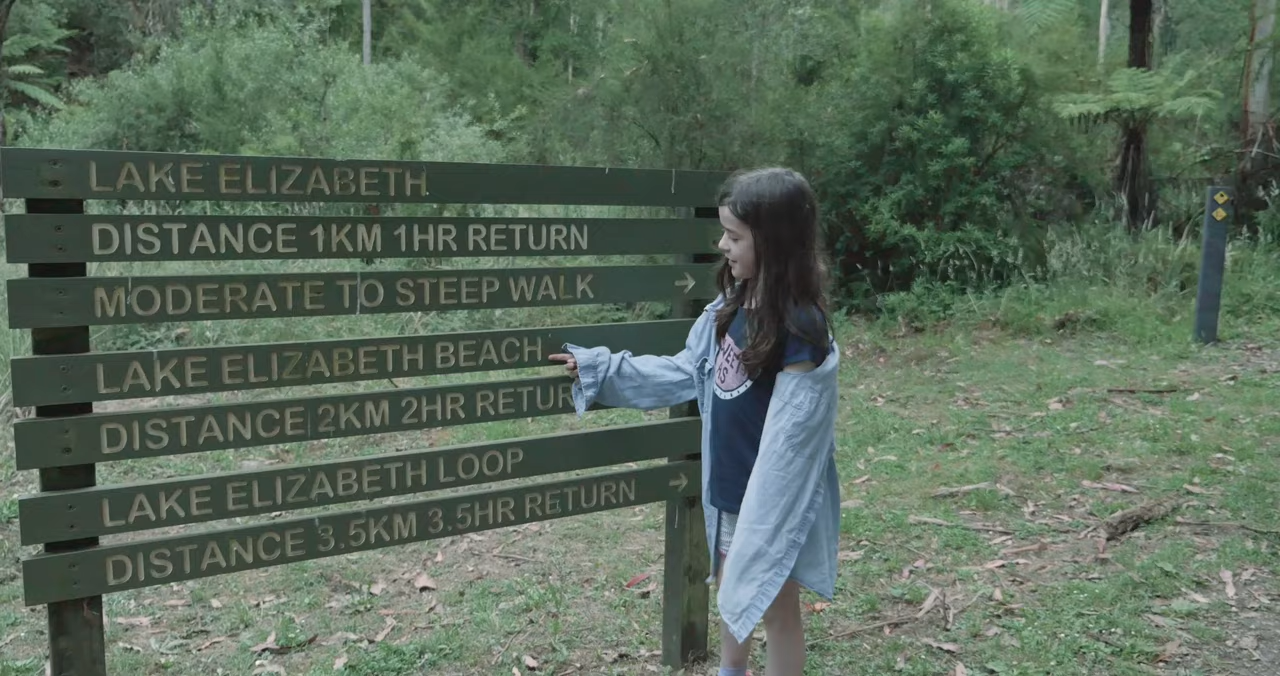 LAKE ELIZABETH
DISTANCE 1KM 1HR RETURN
MODERATE TO STEEP WALK →
LAKE ELIZABETH BEACH
DISTANCE 2KM 2HR RETUR
LAKE ELIZABETH LOOP
DISTANCE 3.5KM 3.5HR RETURN →